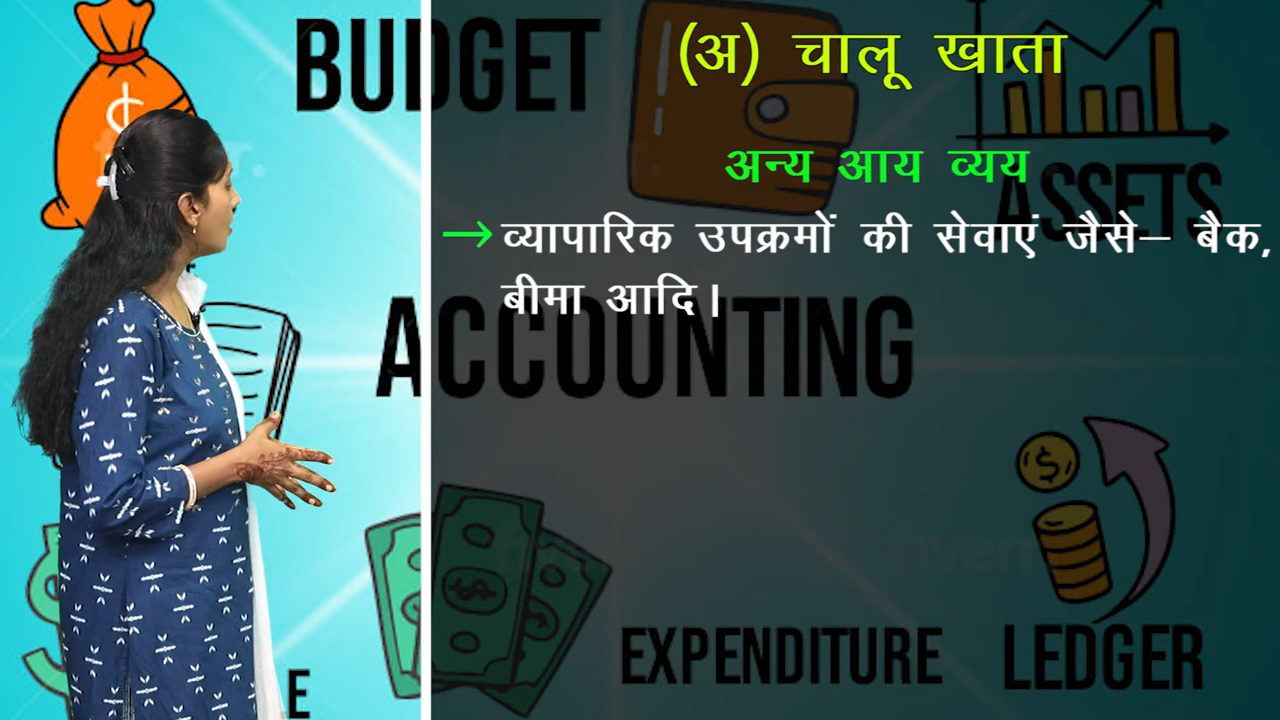 BUDGET
(अ) चालू खाता
अन्य आय व्यय
ASSETS
→ व्यापारिक उपक्रमों की सेवाएं जैसे– बैक,
बीमा आदि।
ACCOUNTING
EXPENDITURE
LEDGER
E